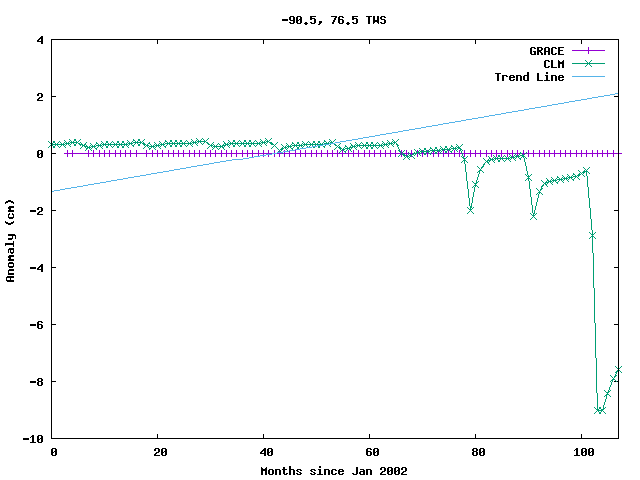 -90.5, 76.5 TWS
GRACE
CLM
Trend Line
4
2
0
-2
-4
-6
-8
-10
Anomaly (cm)
0 20 40 60 80 100
Months since Jan 2002